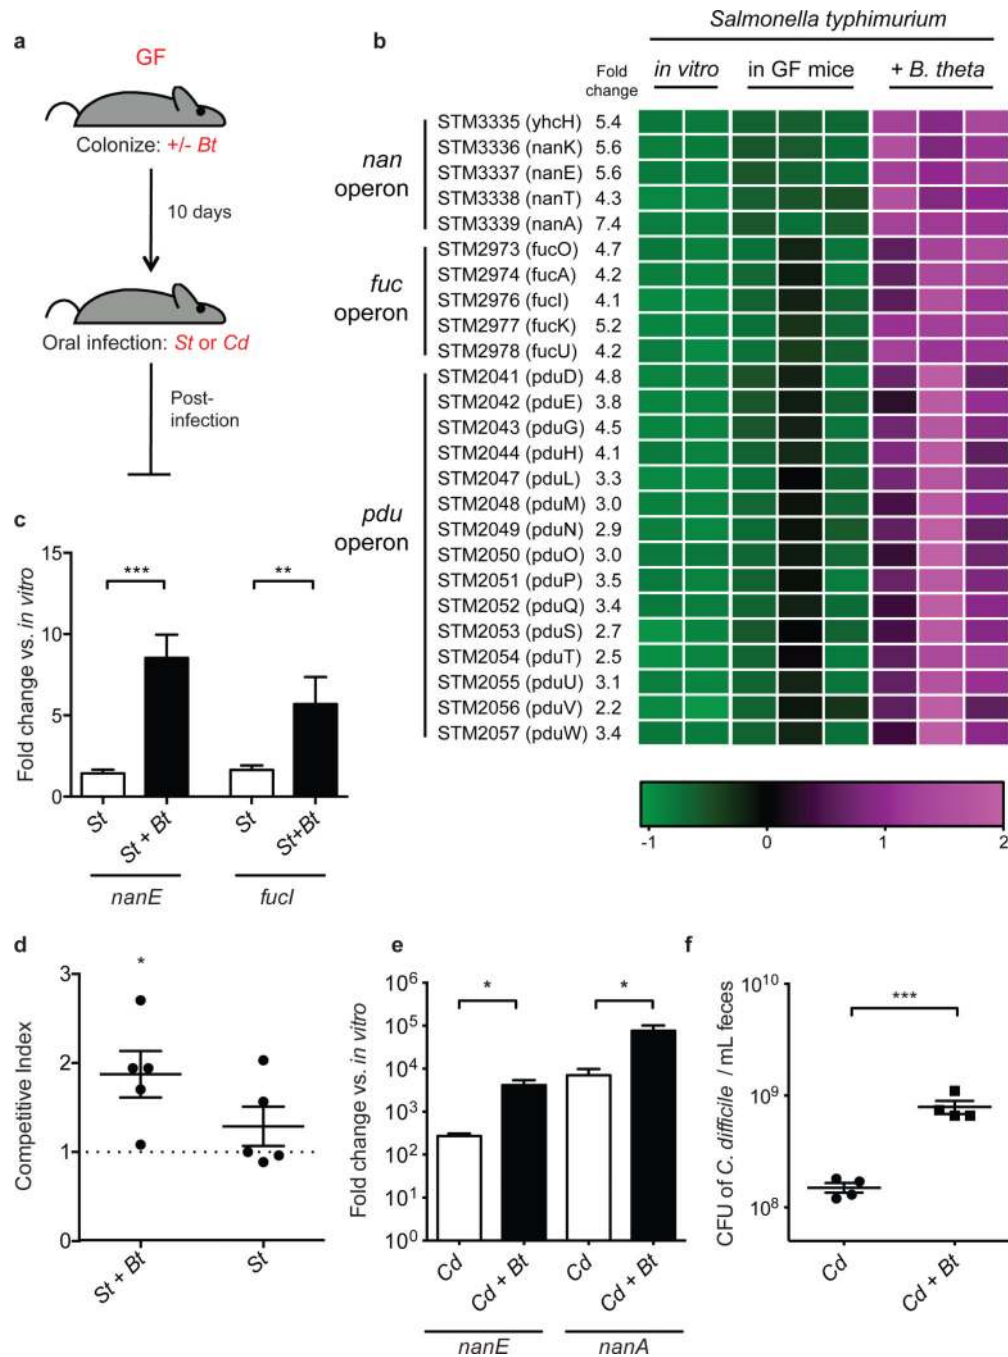 a
GF
Colonize: +/- Bt
10 days
Oral infection: St or Cd
Post-
infection
b
Salmonella typhimurium
Fold
change
in vitro
in GF mice
+ B. theta
nan
operon
STM3335 (yhcH) 5.4
STM3336 (nanK) 5.6
STM3337 (nanE) 5.6
STM3338 (nanT) 4.3
STM3339 (nanA) 7.4
fuc
operon
STM2973 (fucO) 4.7
STM2974 (fucA) 4.2
STM2976 (fucI) 4.1
STM2977 (fucK) 5.2
STM2978 (fucU) 4.2
pdu
operon
STM2041 (pduD) 4.8
STM2042 (pduE) 3.8
STM2043 (pduG) 4.5
STM2044 (pduH) 4.1
STM2047 (pduL) 3.3
STM2048 (pduM) 3.0
STM2049 (pduN) 2.9
STM2050 (pduO) 3.0
STM2051 (pduP) 3.5
STM2052 (pduQ) 3.4
STM2053 (pduS) 2.7
STM2054 (pduT) 2.5
STM2055 (pduU) 3.1
STM2056 (pduV) 2.2
STM2057 (pduW) 3.4
-1 0 1 2
c
Fold change vs. in vitro
15
10
5
0
***
**
St
St + Bt
St
St+Bt
nanE
fucI
d
Competitive Index
3
2
1
0
*
St + Bt
St
e
Fold change vs. in vitro
10⁶
10⁵
10⁴
10³
10²
10¹
10⁰
*
*
Cd
Cd + Bt
Cd
Cd + Bt
nanE
nanA
f
CFU of C. difficile / mL feces
10¹⁰
10⁹
10⁸
***
Cd
Cd + Bt